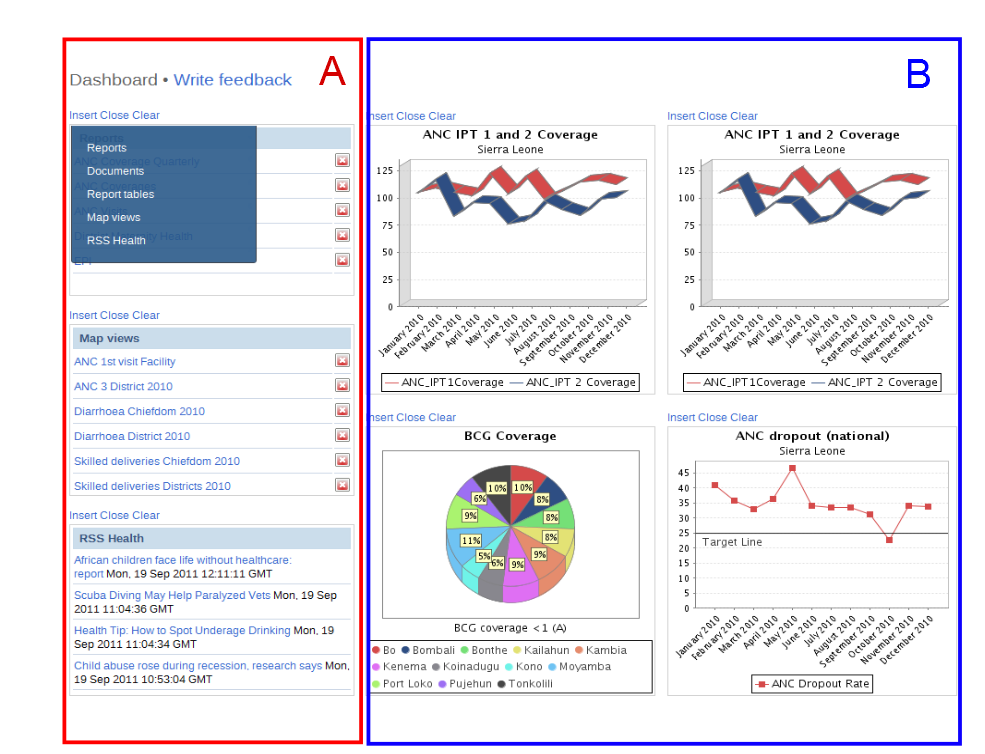 A
Dashboard • Write feedback
Insert Close Clear
Reports
Reports
ANC Coverage Quarterly
Documents
ANC Coverages
Report tables
Map views
District Maternity Health
RSS Health
EPI
Insert Close Clear
Map views
ANC 1st visit Facility
ANC 3 District 2010
Diarrhoea Chiefdom 2010
Diarrhoea District 2010
Skilled deliveries Chiefdom 2010
Skilled deliveries Districts 2010
Insert Close Clear
RSS Health
African children face life without healthcare:
report Mon, 19 Sep 2011 12:11:11 GMT
Scuba Diving May Help Paralyzed Vets Mon, 19 Sep
2011 11:04:36 GMT
Health Tip: How to Spot Underage Drinking Mon, 19
Sep 2011 11:04:34 GMT
Child abuse rose during recession, research says Mon,
19 Sep 2011 10:53:04 GMT
B
Insert Close Clear
ANC IPT 1 and 2 Coverage
Sierra Leone
125
100
75
50
25
0
January 2010
February 2010
March 2010
April 2010
May 2010
June 2010
July 2010
August 2010
September 2010
October 2010
November 2010
December 2010
ANC_IPT1Coverage ANC_IPT 2 Coverage
Insert Close Clear
ANC IPT 1 and 2 Coverage
Sierra Leone
125
100
75
50
25
0
January 2010
February 2010
March 2010
April 2010
May 2010
June 2010
July 2010
August 2010
September 2010
October 2010
November 2010
December 2010
ANC_IPT1Coverage ANC_IPT 2 Coverage
Insert Close Clear
BCG Coverage
10%
8%
8%
8%
9%
9%
6%
5%
11%
9%
6%
10%
BCG coverage <1 (A)
Bo Bombali Bonthe Kailahun Kambia
Kenema Koinadugu Kono Moyamba
Port Loko Pujehun Tonkolili
Insert Close Clear
ANC dropout (national)
Sierra Leone
45
40
35
30
25
20
15
10
5
0
Target Line
January 2010
February 2010
March 2010
April 2010
May 2010
June 2010
July 2010
August 2010
September 2010
October 2010
November 2010
December 2010
ANC Dropout Rate